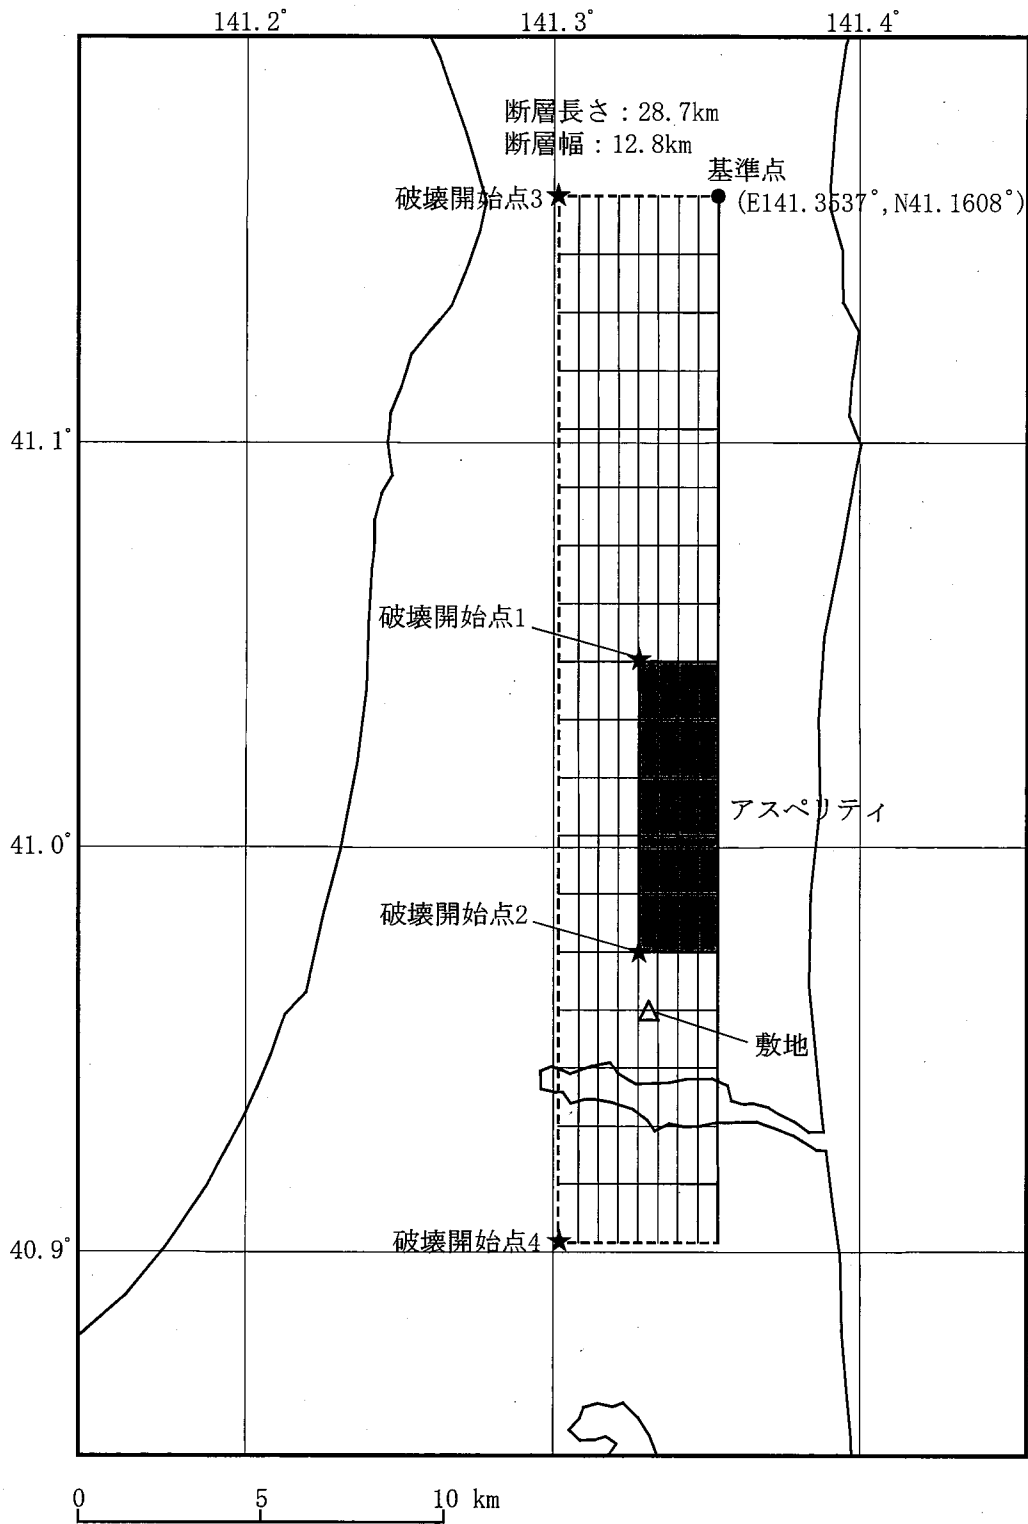 141.2°
141.3°
141.4°
断層長さ：28.7km
断層幅：12.8km
基準点
破壊開始点3
(E141.3537°,N41.1608°)
41.1°
破壊開始点1
アスペリティ
41.0°
破壊開始点2
敷地
破壊開始点4
40.9°
0 5 10 km